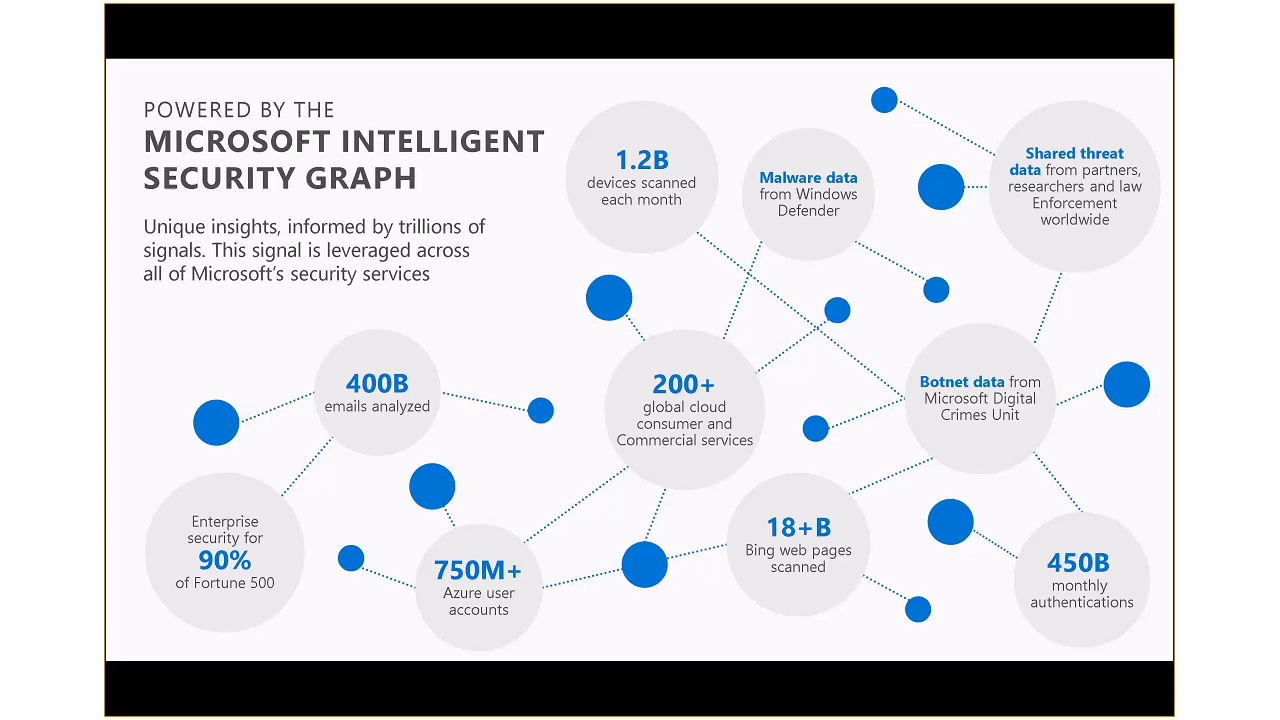 POWERED BY THE
MICROSOFT INTELLIGENT
SECURITY GRAPH
Unique insights, informed by trillions of
signals. This signal is leveraged across
all of Microsoft's security services
1.2B
devices scanned
each month
Malware data
from Windows
Defender
Shared threat
data from partners,
researchers and law
Enforcement
worldwide
400B
emails analyzed
200+
global cloud
consumer and
Commercial services
Botnet data from
Microsoft Digital
Crimes Unit
Enterprise
security for
90%
of Fortune 500
750M+
Azure user
accounts
18+B
Bing web pages
scanned
450B
monthly
authentications